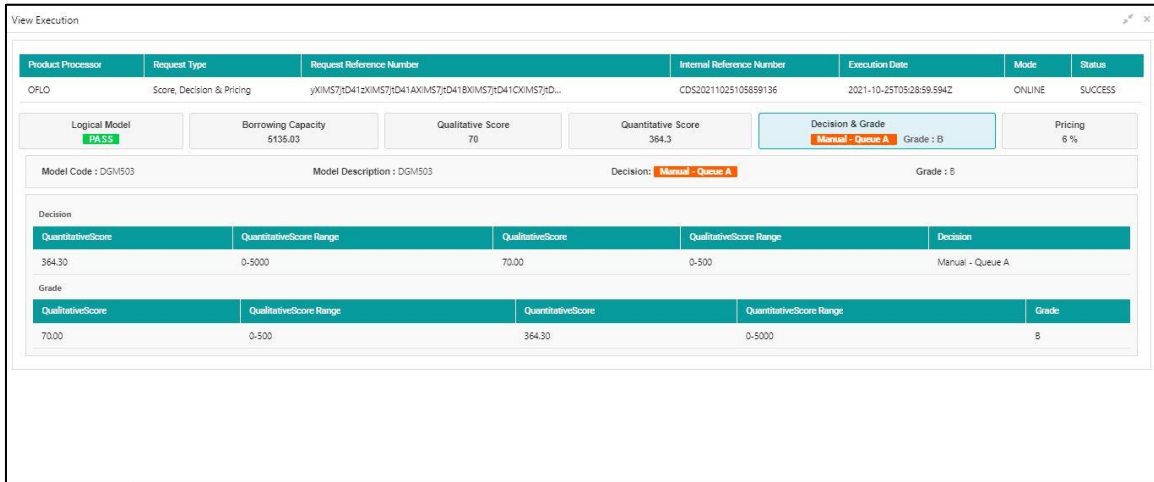 View Execution
Product Processor Request Type Request Reference Number Internal Reference Number Execution Date Mode Status
OFLO Score, Decision & Pricing yXIMS7jtD41zXIMS7jtD41AXIMS7jtD41BXIMS7jtD41CXIMS7jtD... CDS20211025105859136 2021-10-25T05:28:59.594Z ONLINE SUCCESS
Logical Model Borrowing Capacity Qualitative Score Quantitative Score Decision & Grade Pricing
PASS 5135.03 70 364.3 Manual - Queue A Grade : B 6 %
Model Code : DGM503 Model Description : DGM503 Decision: Manual - Queue A Grade : B
Decision
QuantitativeScore QuantitativeScore Range QualitativeScore QualitativeScore Range Decision
364.30 0-5000 70.00 0-500 Manual - Queue A
Grade
QualitativeScore QualitativeScore Range QuantitativeScore QuantitativeScore Range Grade
70.00 0-500 364.30 0-5000 B